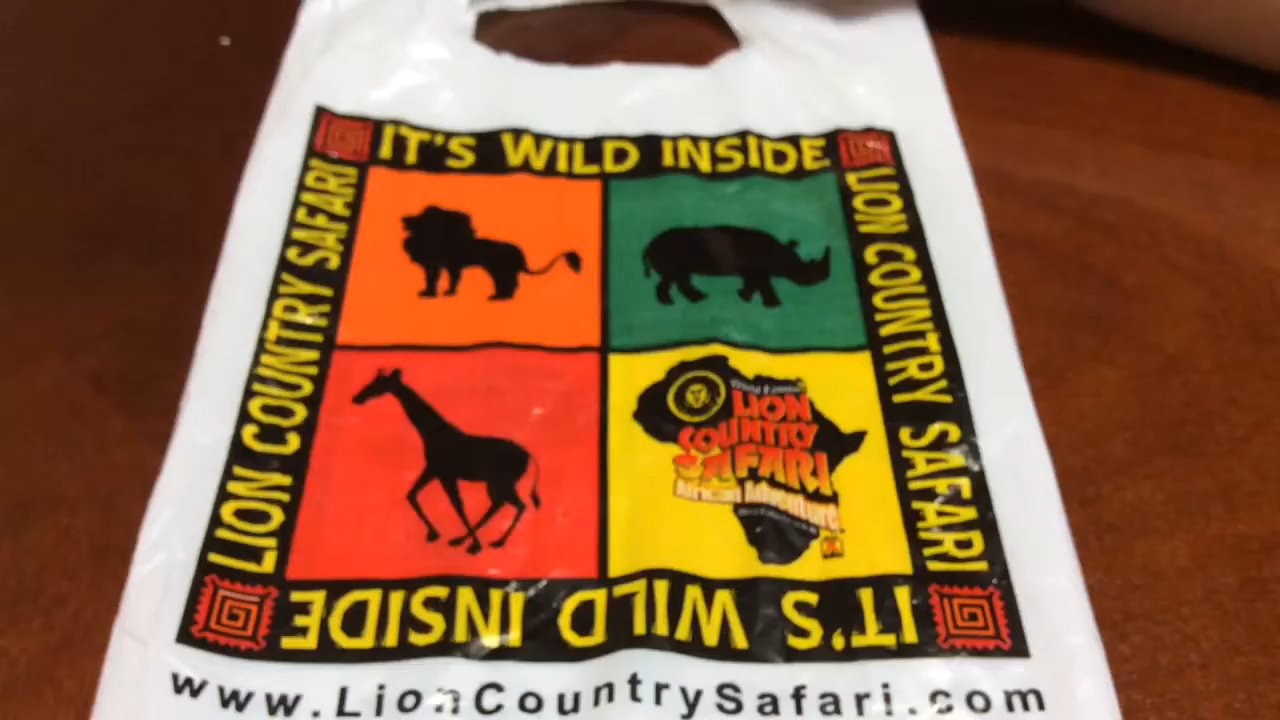 IT'S WILD INSIDE
LION COUNTRY SAFARI
LION COUNTRY SAFARI
LION
COUNTRY
SAFARI
African Adventure
IT'S WILD INSIDE
www.LionCountrySafari.com